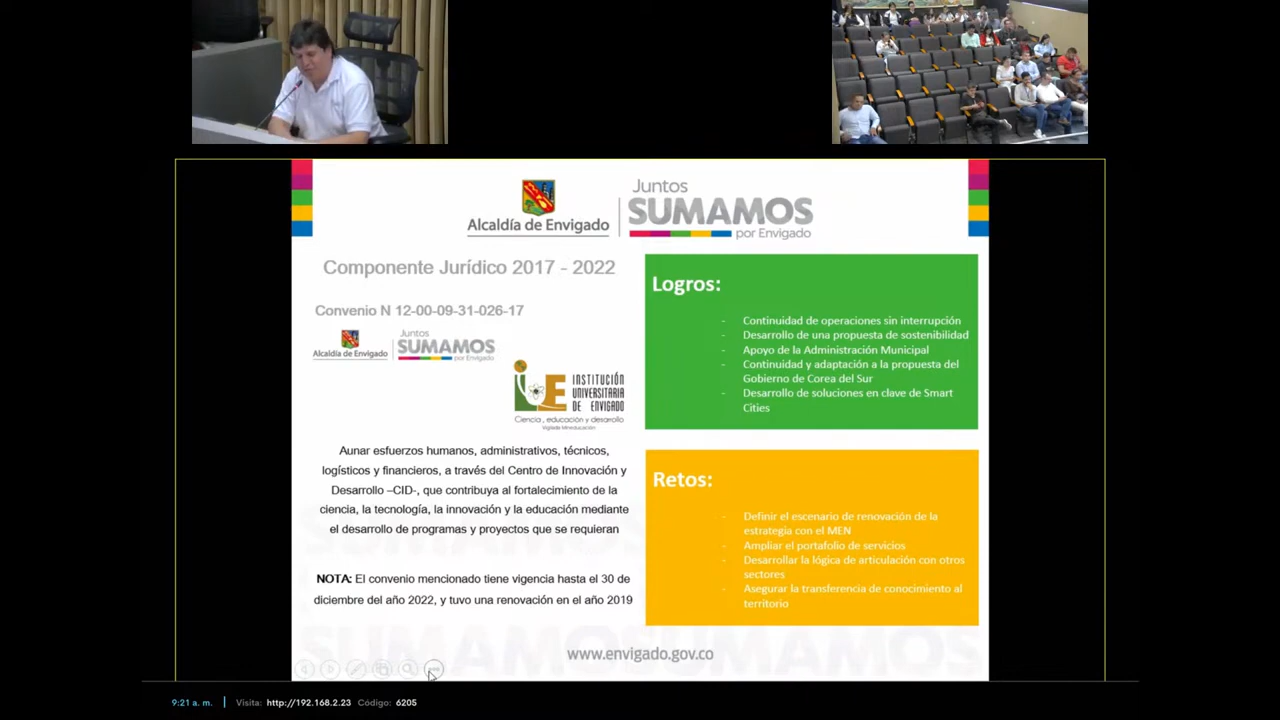 Alcaldía de Envigado
Juntos
SUMAMOS
por Envigado
Componente Jurídico 2017 - 2022
Convenio N 12-00-09-31-026-17
Alcaldía de Envigado
Juntos
SUMAMOS
por Envigado
INSTITUCIÓN
UNIVERSITARIA
DE ENVIGADO
Ciencia, educación y desarrollo
Vigilada Mineducación
Aunar esfuerzos humanos, administrativos, técnicos,
logísticos y financieros, a través del Centro de Innovación y
Desarrollo –CID-, que contribuya al fortalecimiento de la
ciencia, la tecnología, la innovación y la educación mediante
el desarrollo de programas y proyectos que se requieran
NOTA: El convenio mencionado tiene vigencia hasta el 30 de
diciembre del año 2022, y tuvo una renovación en el año 2019
Logros:
- Continuidad de operaciones sin interrupción
- Desarrollo de una propuesta de sostenibilidad
- Apoyo de la Administración Municipal
- Continuidad y adaptación a la propuesta del
Gobierno de Corea del Sur
- Desarrollo de soluciones en clave de Smart
Cities
Retos:
- Definir el escenario de renovación de la
estrategia con el MEN
- Ampliar el portafolio de servicios
- Desarrollar la lógica de articulación con otros
sectores
- Asegurar la transferencia de conocimiento al
territorio
SUMAMOS
SUMAMOSSUMAMOS
www.envigado.gov.co
9:21 a. m. | Visita: http://192.168.2.23 Código: 6205